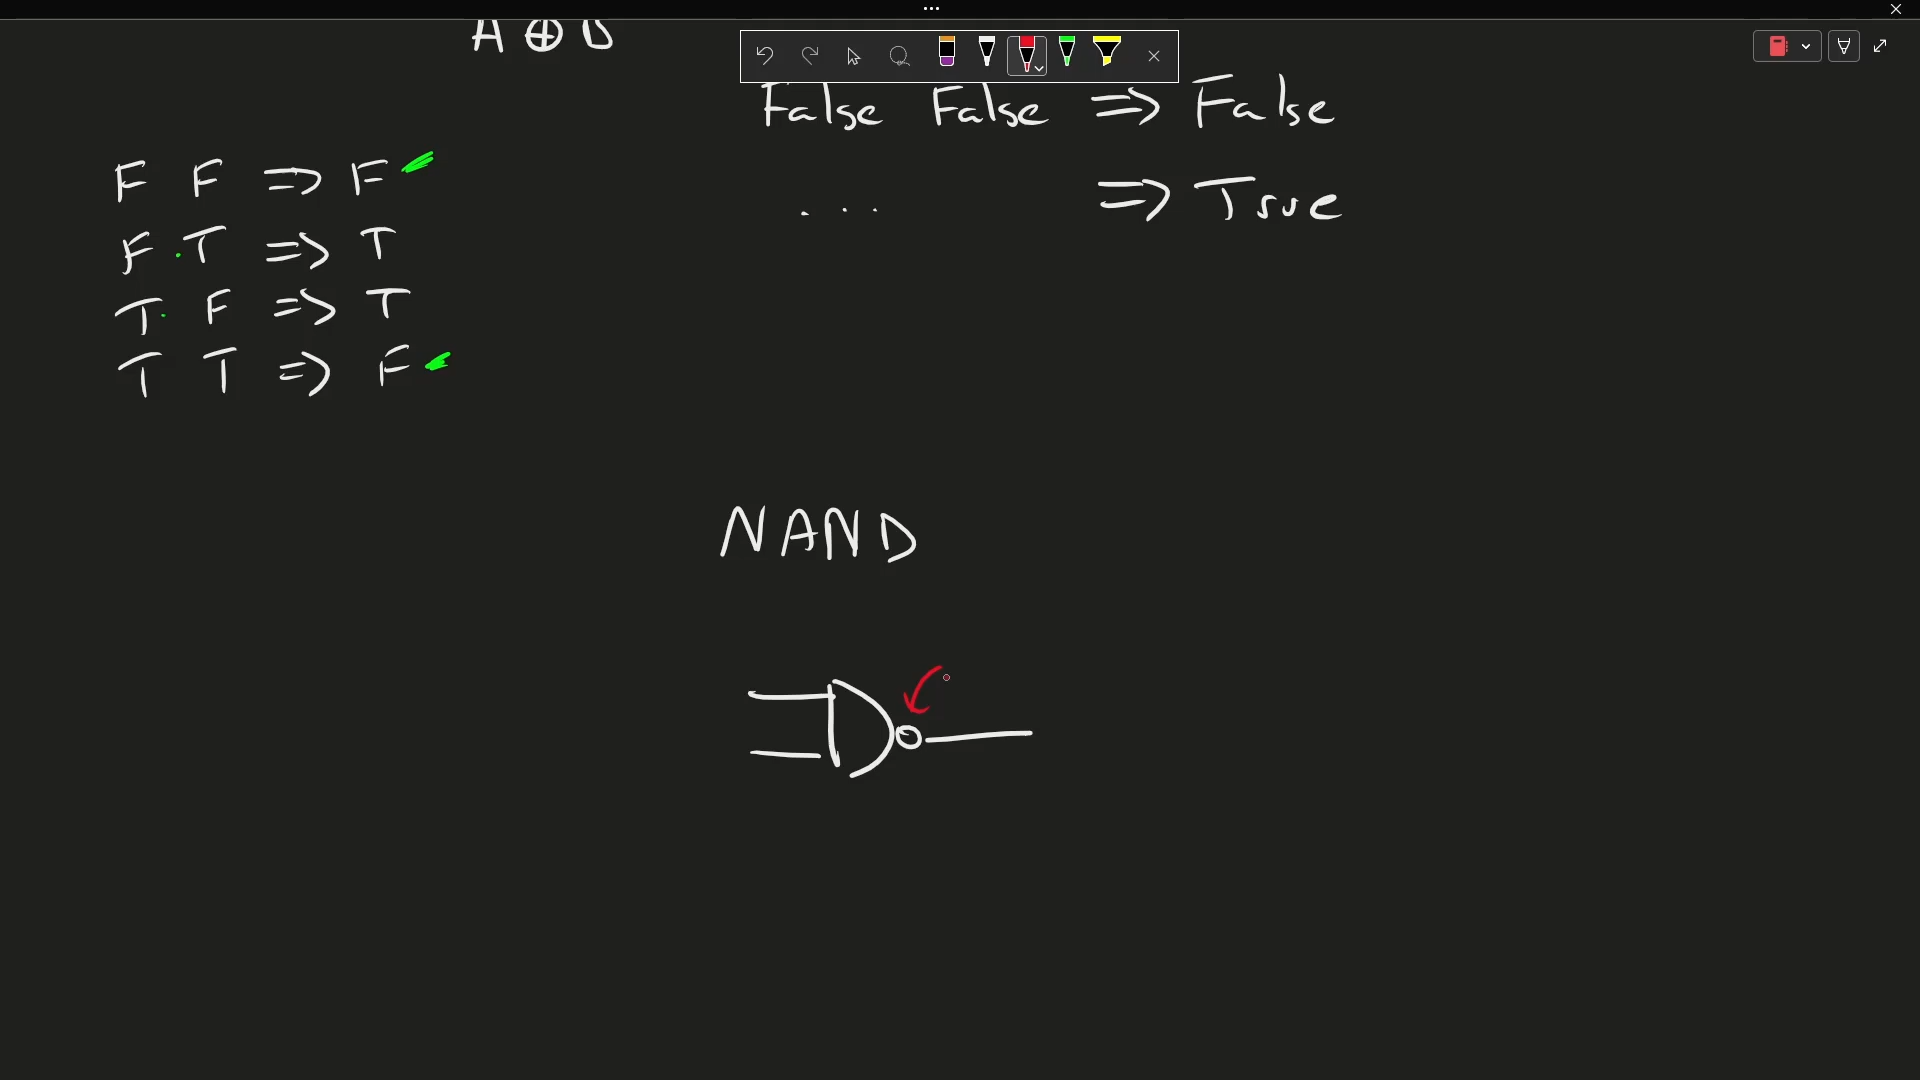 A ⊕ B
False False => False
... => True
F F => F
F T => T
T F => T
T T => F
NAND